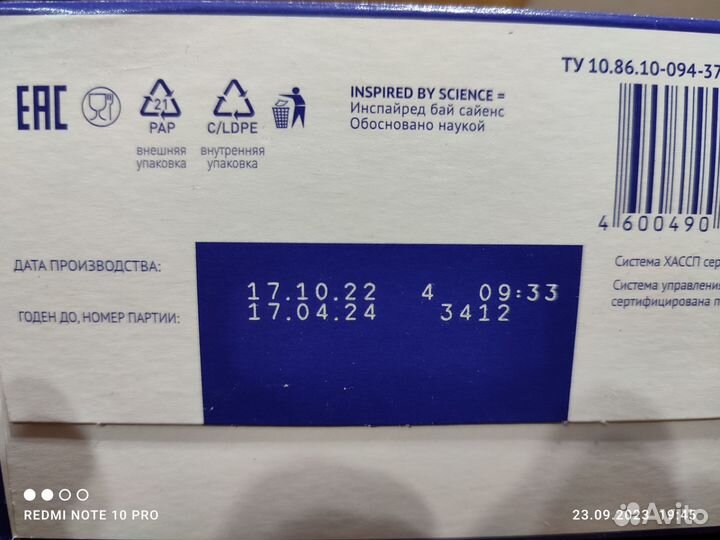 ТУ 10.86.10-094-37
EAC
21
PAP
C/LDPE
внешняя
упаковка
внутренняя
упаковка
INSPIRED BY SCIENCE =
Инспайред бай сайенс
Обосновано наукой
4 600490
ДАТА ПРОИЗВОДСТВА:
17.10.22 4 09:33
ГОДЕН ДО, НОМЕР ПАРТИИ:
17.04.24 3412
Система ХАССП сер
Система управления
сертифицирована п
REDMI NOTE 10 PRO
23.09.2023 19:45
Avito